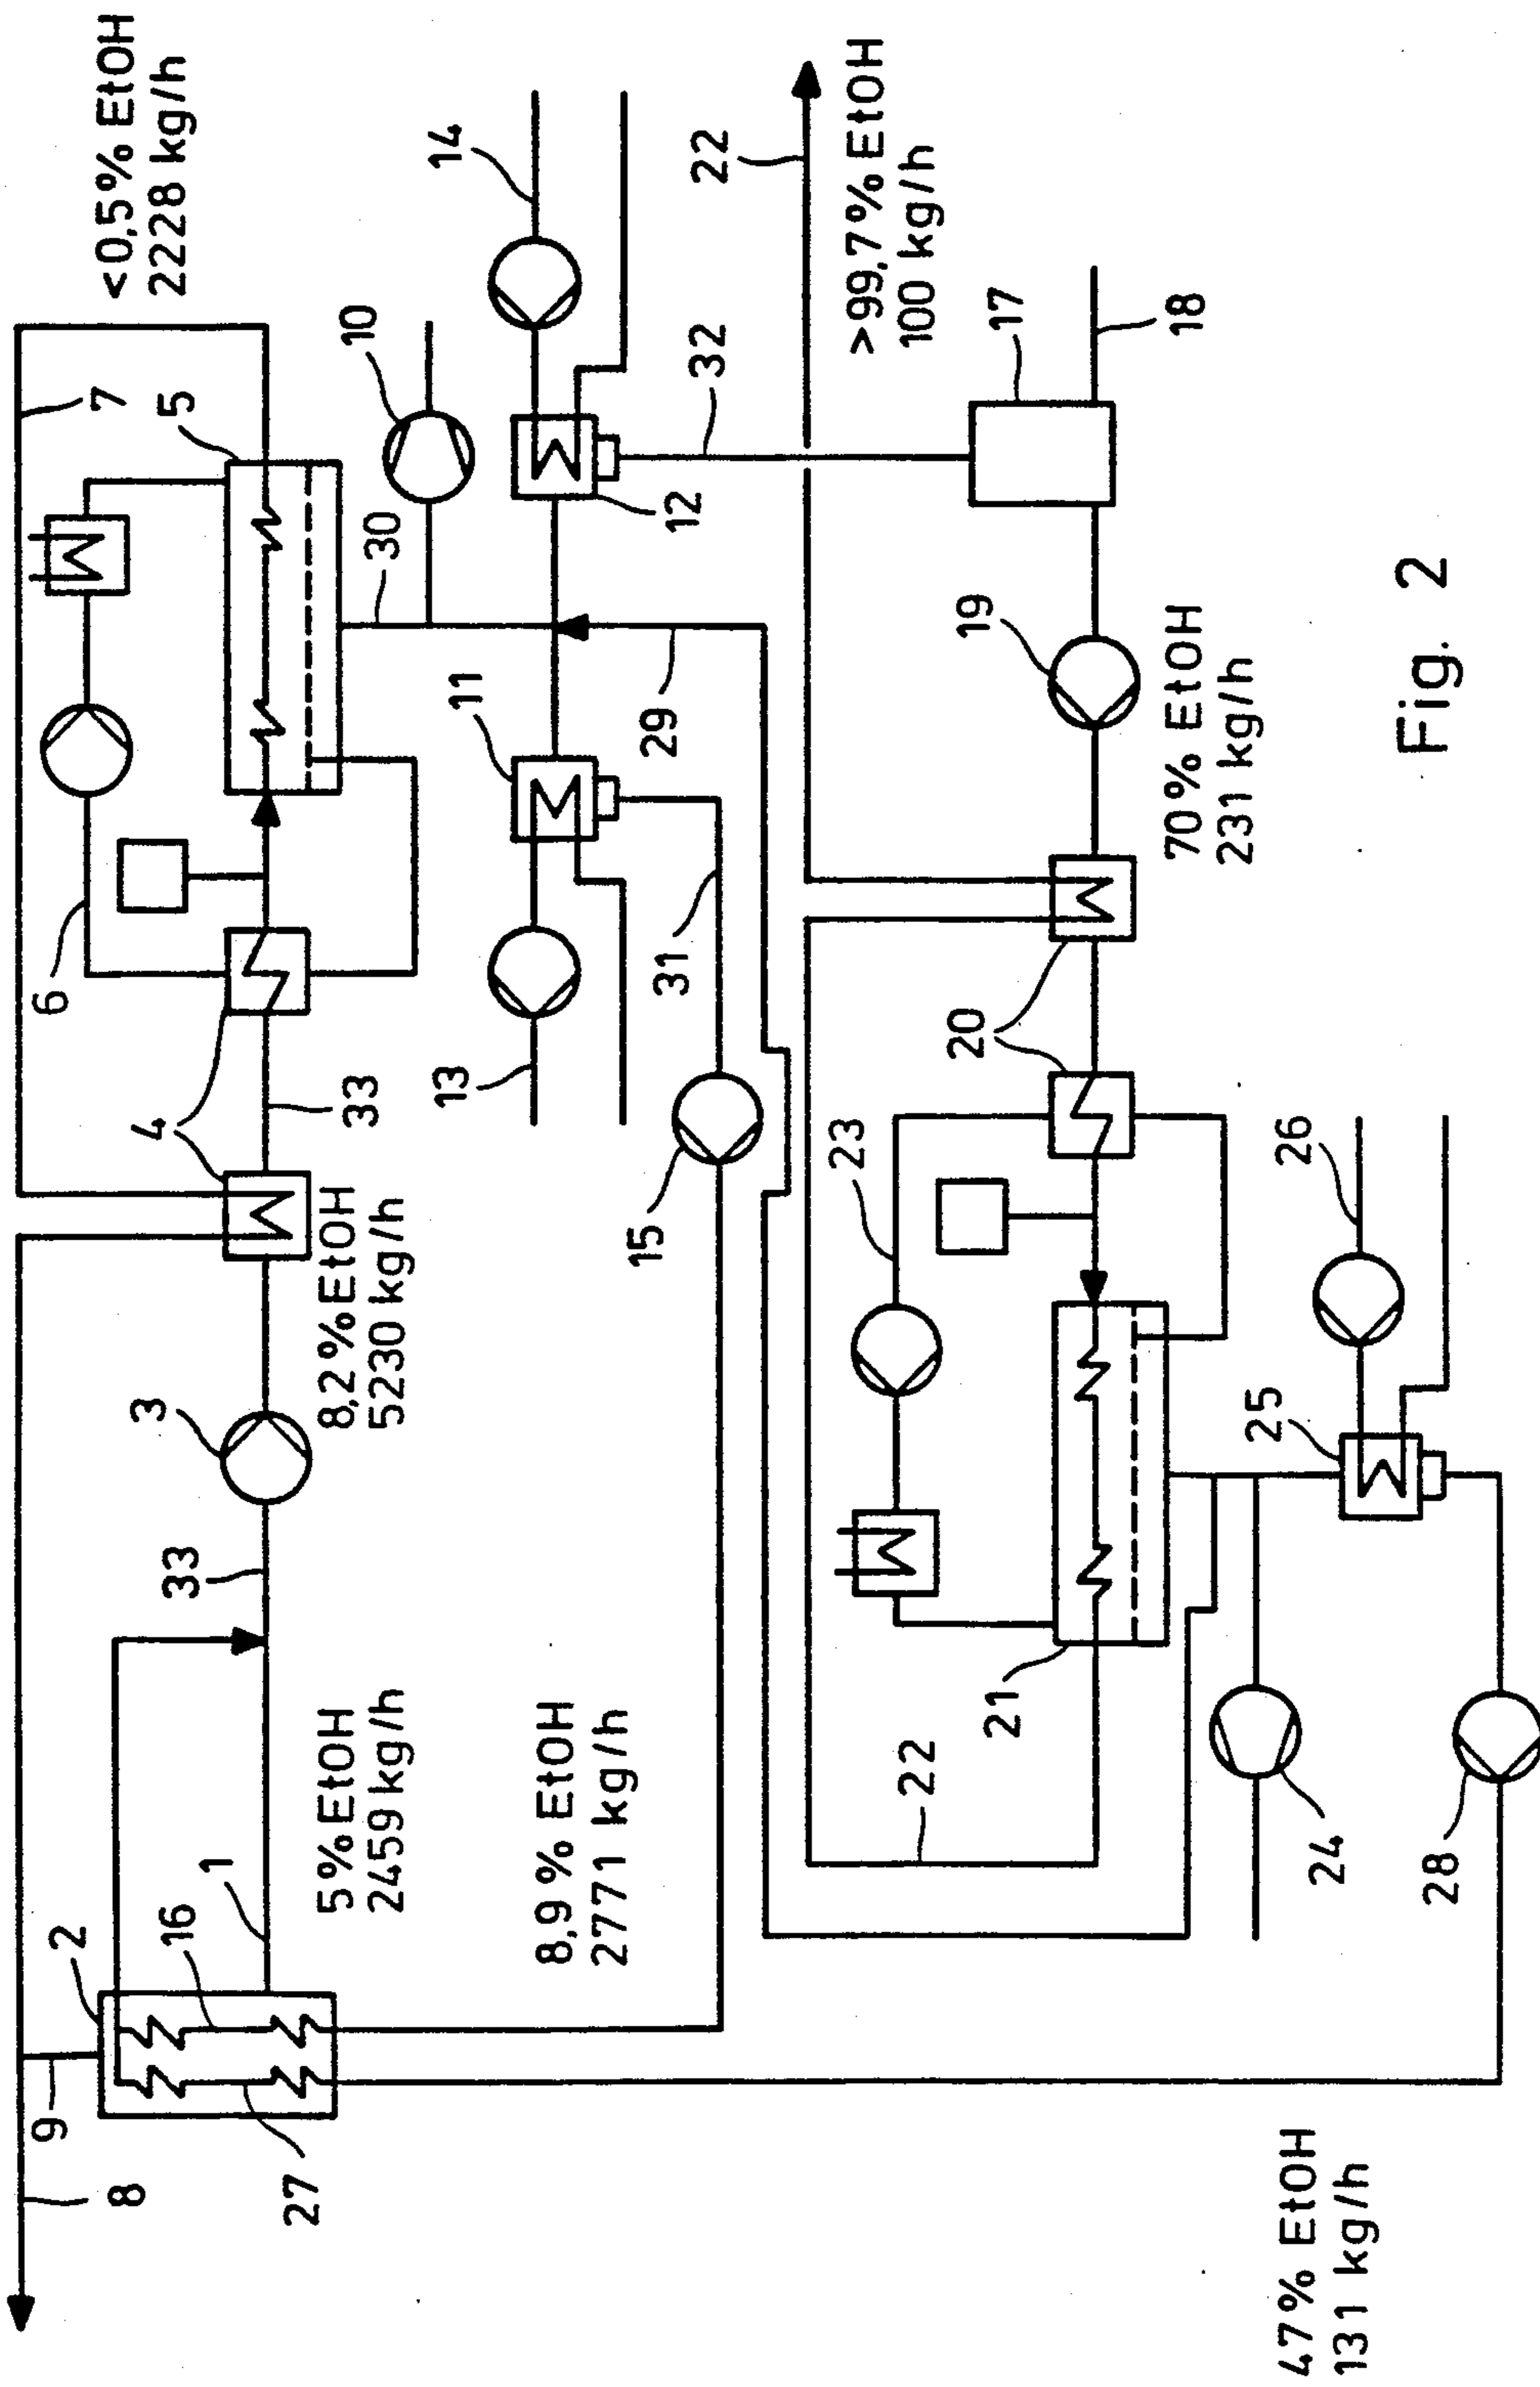 9
6
2
8
7
<0,5% EtOH
2228 kg/h
3
4
16
33
5
1
27
5% EtOH
2459 kg/h
8,2% EtOH
5230 kg/h
33
10
30
13
11
14
8,9% EtOH
2771 kg/h
15
31
29
12
32
22
>99,7% EtOH
100 kg/h
23
22
20
19
17
21
18
70% EtOH
231 kg/h
25
26
47% EtOH
131 kg/h
24
28
Fig. 2